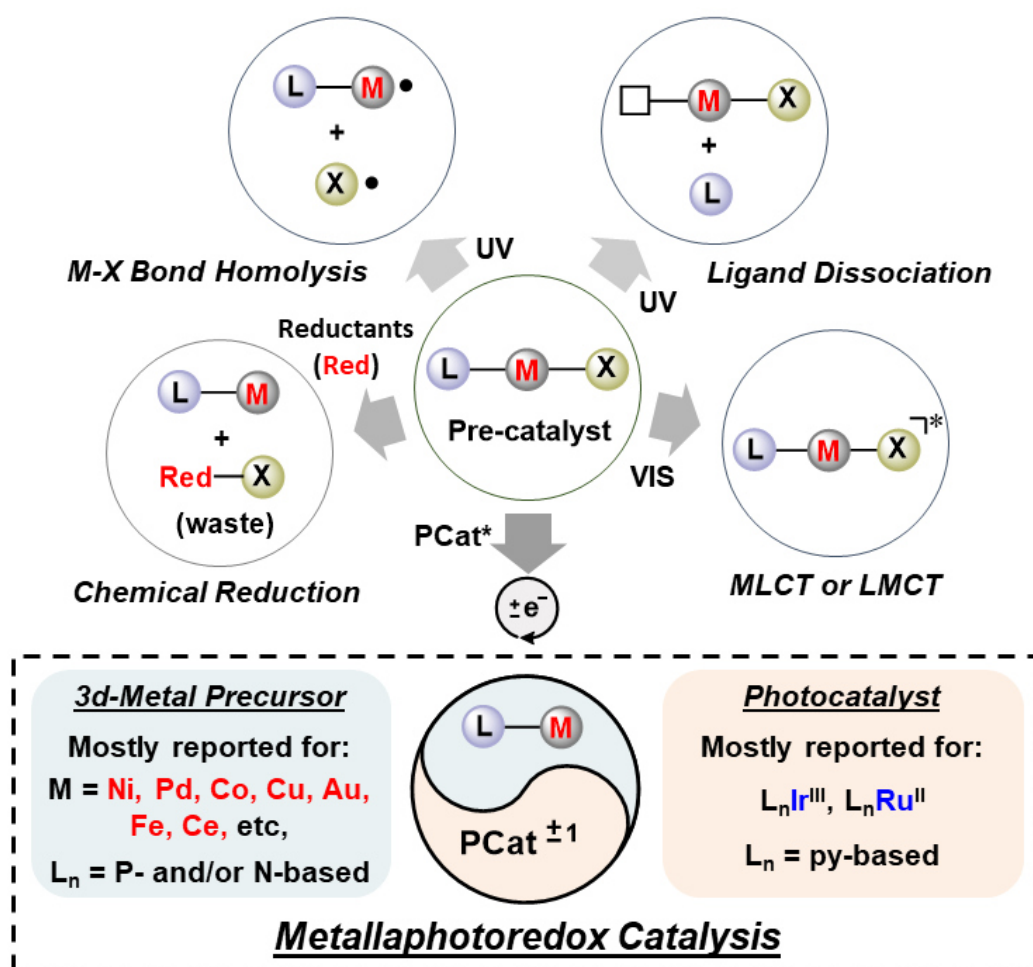 L M •
+
X •
M-X Bond Homolysis
UV
M X
+
L
Ligand Dissociation
UV
Reductants
(Red)
L M
+
Red X
(waste)
Chemical Reduction
L M X
Pre-catalyst
VIS
L M X *
MLCT or LMCT
PCat*
± e⁻
3d-Metal Precursor
Mostly reported for:
M = Ni, Pd, Co, Cu, Au,
Fe, Ce, etc,
Lₙ = P- and/or N-based
L M
PCat ±1
Photocatalyst
Mostly reported for:
LₙIrᴵᴵᴵ, LₙRuᴵᴵ
Lₙ = py-based
Metallaphotoredox Catalysis